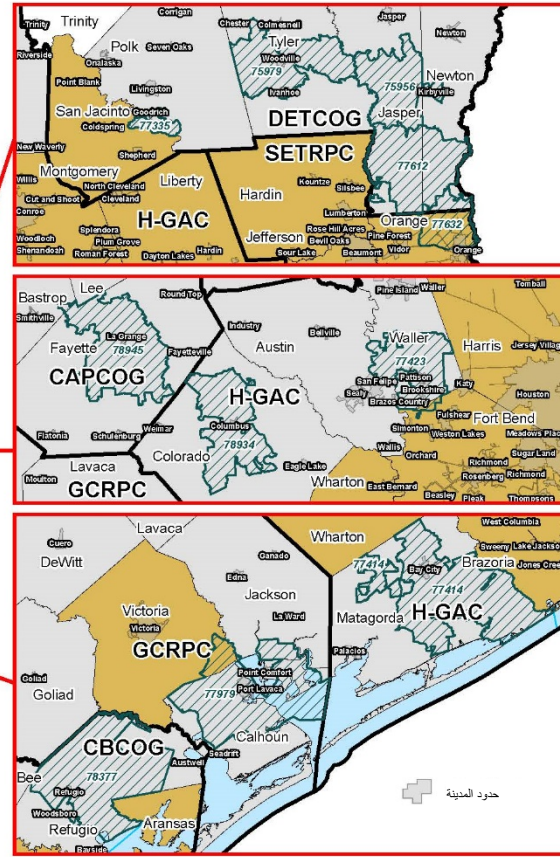 Trinity
Trinity
Corrigan
Chester
Colmesneil
Jasper
Polk
Seven Oaks
Tyler
Newton
Riverside
Onalaska
Woodville
75979
Point Blank
Livingston
75956
Newton
Kirbyville
San Jacinto
Goodrich
Ivanhoe
Coldspring
77335
DETCOG
Jasper
New Waverly
Shepherd
SETRPC
77612
Montgomery
Liberty
Kountze
Willis
North Cleveland
Hardin
Silsbee
Cut and Shoot
Cleveland
Conroe
H-GAC
Lumberton
Orange
77632
Splendora
Rose Hill Acres
Pine Forest
Woodloch
Plum Grove
Jefferson
Bevil Oaks
Vidor
Shenandoah
Roman Forest
Dayton Lakes
Hardin
Sour Lake
Beaumont
Orange
Lee
Pine Island
Waller
Tomball
Bastrop
Round Top
Smithville
Industry
Bellville
Waller
Harris
La Grange
Austin
77423
Jersey Villag
Fayette
78945
Fayetteville
San Felipe
Pattison
CAPCOG
H-GAC
Sealy
Brookshire
Katy
Houston
Brazos Country
Fulshear
Fort Bend
Columbus
Simonton
Weston Lakes
Meadows Plac
Flatonia
Schulenburg
Weimar
78934
Wallis
Orchard
Sugar Land
Lavaca
Colorado
Eagle Lake
Richmond
Moulton
Rosenberg
Richmond
GCRPC
Wharton
East Bernard
Beasley
Pleak
Thompsons
Lavaca
Wharton
West Columbia
Cuero
Ganado
77414
Sweeny
Lake Jackson
DeWitt
Edna
Bay City
Brazoria
Jones Creek
Jackson
77414
Victoria
La Ward
Matagorda
H-GAC
Victoria
GCRPC
Palacios
Goliad
Point Comfort
Goliad
77979
Port Lavaca
CBCOG
Calhoun
Bee
Austwell
Seadrift
78377
Refugio
Woodsboro
Aransas
Refugio
Bayside
حدود المدينة